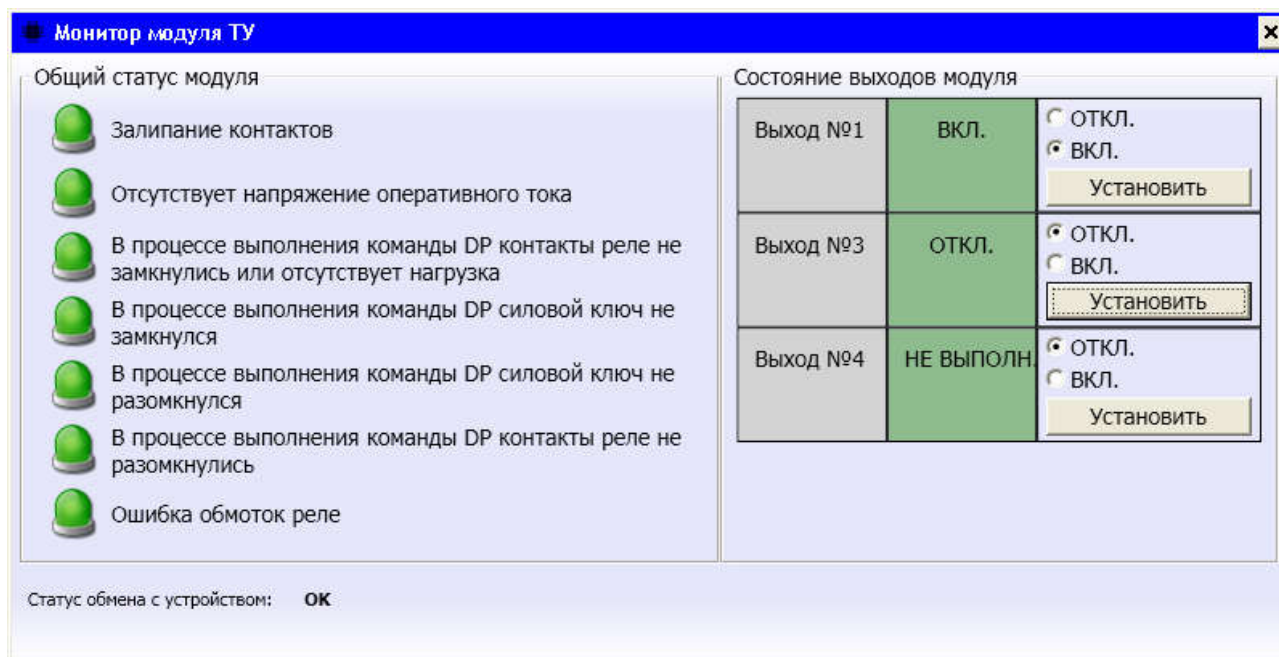 Монитор модуля ТУ
Общий статус модуля
Залипание контактов
Отсутствует напряжение оперативного тока
В процессе выполнения команды DP контакты реле не
замкнулись или отсутствует нагрузка
В процессе выполнения команды DP силовой ключ не
замкнулся
В процессе выполнения команды DP силовой ключ не
разомкнулся
В процессе выполнения команды DP контакты реле не
разомкнулись
Ошибка обмоток реле
Состояние выходов модуля
Выход №1 ВКЛ. ОТКЛ.
ВКЛ.
Установить
Выход №3 ОТКЛ. ОТКЛ.
ВКЛ.
Установить
Выход №4 НЕ ВЫПОЛН. ОТКЛ.
ВКЛ.
Установить
Статус обмена с устройством: OK